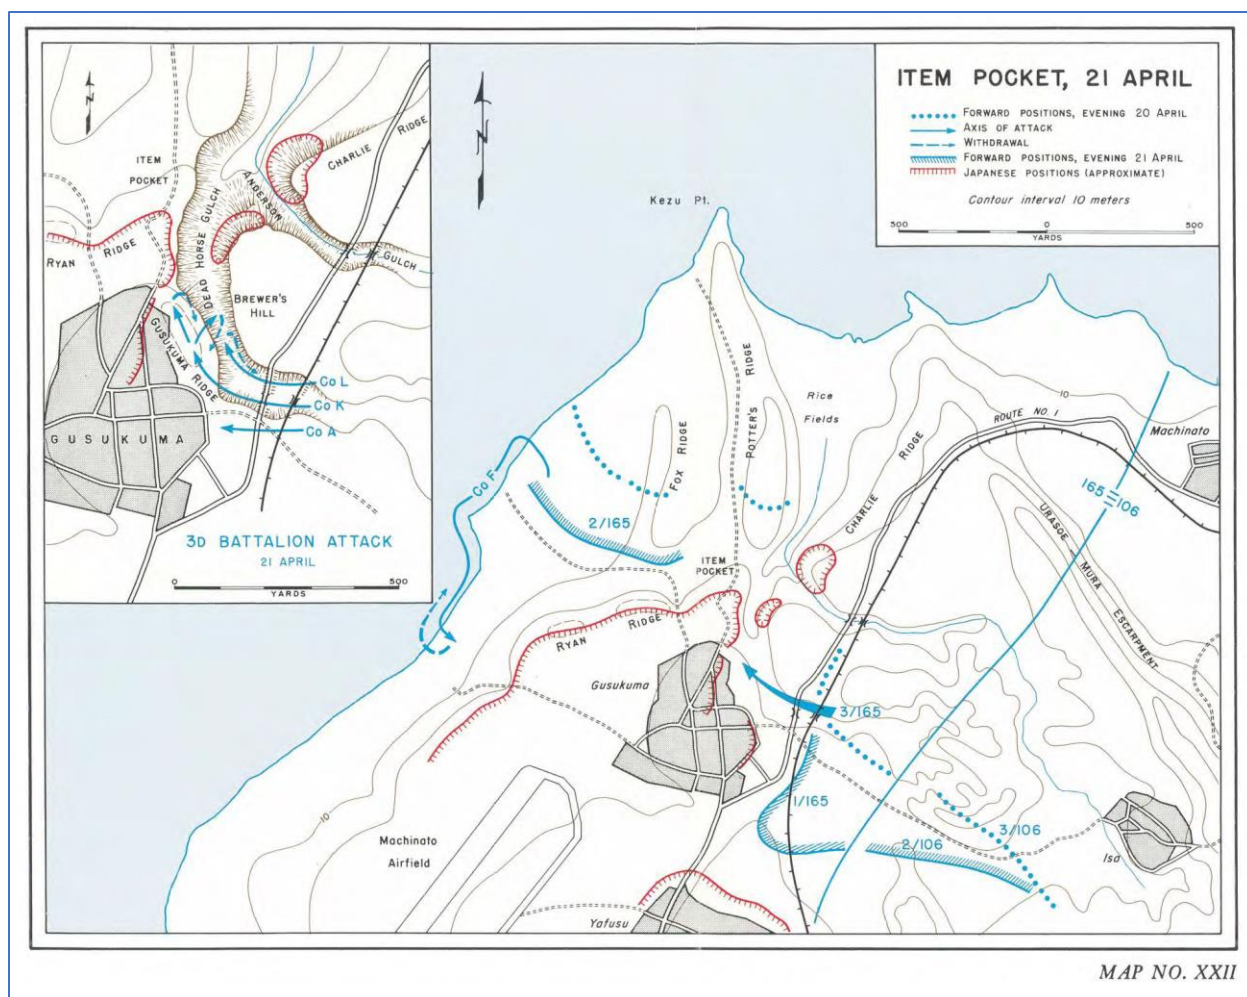 ITEM POCKET, 21 APRIL
FORWARD POSITIONS, EVENING 20 APRIL
AXIS OF ATTACK
WITHDRAWAL
FORWARD POSITIONS, EVENING 21 APRIL
JAPANESE POSITIONS (APPROXIMATE)
Contour interval 10 meters
500 0 500
YARDS
N
ITEM
POCKET
CHARLIE RIDGE
ANDERSON GULCH
RYAN RIDGE
DEAD HORSE GULCH
BREWER'S
HILL
GUSUKUMA RIDGE
Co L
Co K
Co A
GUSUKUMA
3D BATTALION ATTACK
21 APRIL
0 500
YARDS
N
Kezu Pt.
FOX RIDGE
POTTER'S RIDGE
Rice
Fields
CHARLIE RIDGE
ROUTE NO. 1
10
Machinato
165 106
URASOE-MURA ESCARPMENT
Co F
2/165
ITEM
POCKET
RYAN RIDGE
Gusukuma
3/165
1/165
3/106
2/106
Isa
10
Machinato
Airfield
Yafusu
MAP NO. XXII